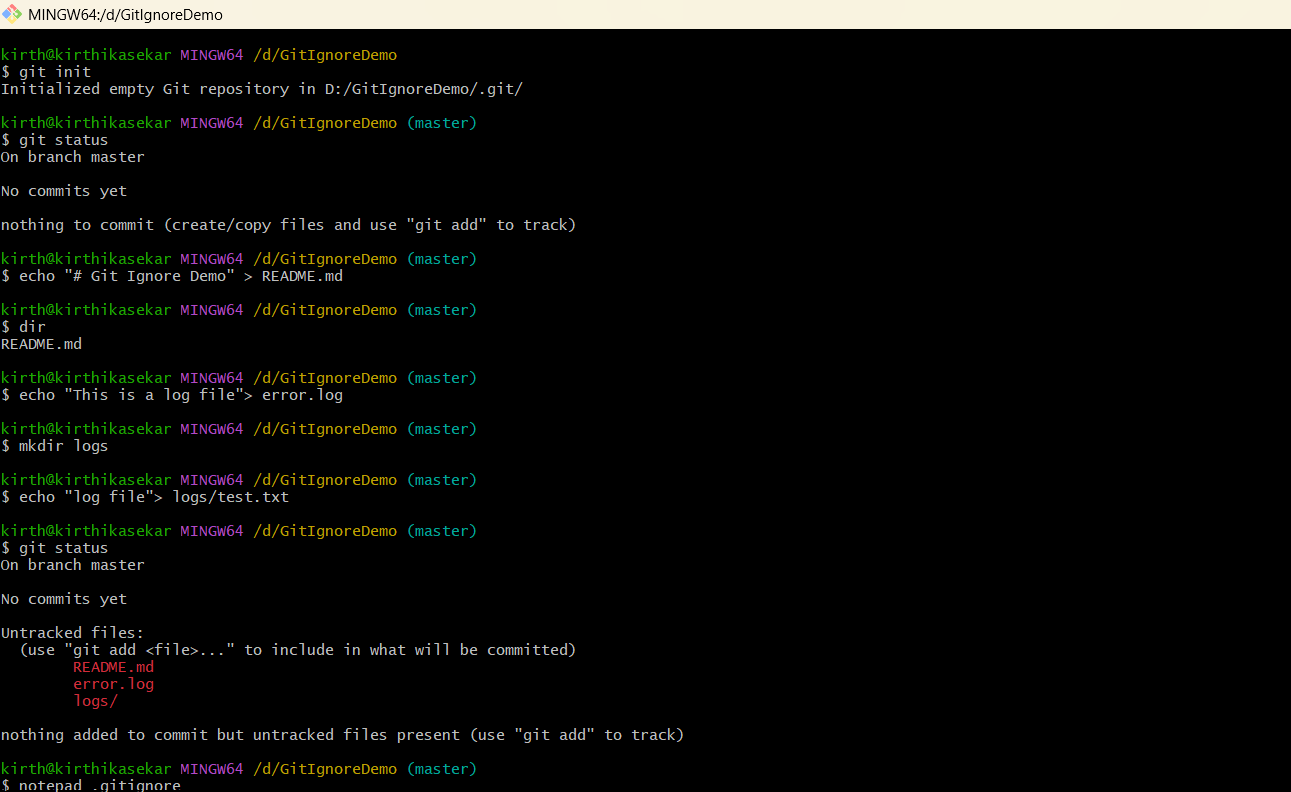 MINGW64:/d/GitIgnoreDemo
kirth@kirthikasekar MINGW64 /d/GitIgnoreDemo
$ git init
Initialized empty Git repository in D:/GitIgnoreDemo/.git/
kirth@kirthikasekar MINGW64 /d/GitIgnoreDemo (master)
$ git status
On branch master
No commits yet
nothing to commit (create/copy files and use "git add" to track)
kirth@kirthikasekar MINGW64 /d/GitIgnoreDemo (master)
$ echo "# Git Ignore Demo" > README.md
kirth@kirthikasekar MINGW64 /d/GitIgnoreDemo (master)
$ dir
README.md
kirth@kirthikasekar MINGW64 /d/GitIgnoreDemo (master)
$ echo "This is a log file"> error.log
kirth@kirthikasekar MINGW64 /d/GitIgnoreDemo (master)
$ mkdir logs
kirth@kirthikasekar MINGW64 /d/GitIgnoreDemo (master)
$ echo "log file"> logs/test.txt
kirth@kirthikasekar MINGW64 /d/GitIgnoreDemo (master)
$ git status
On branch master
No commits yet
Untracked files:
  (use "git add <file>..." to include in what will be committed)
        README.md
        error.log
        logs/
nothing added to commit but untracked files present (use "git add" to track)
kirth@kirthikasekar MINGW64 /d/GitIgnoreDemo (master)
$ notepad .gitignore